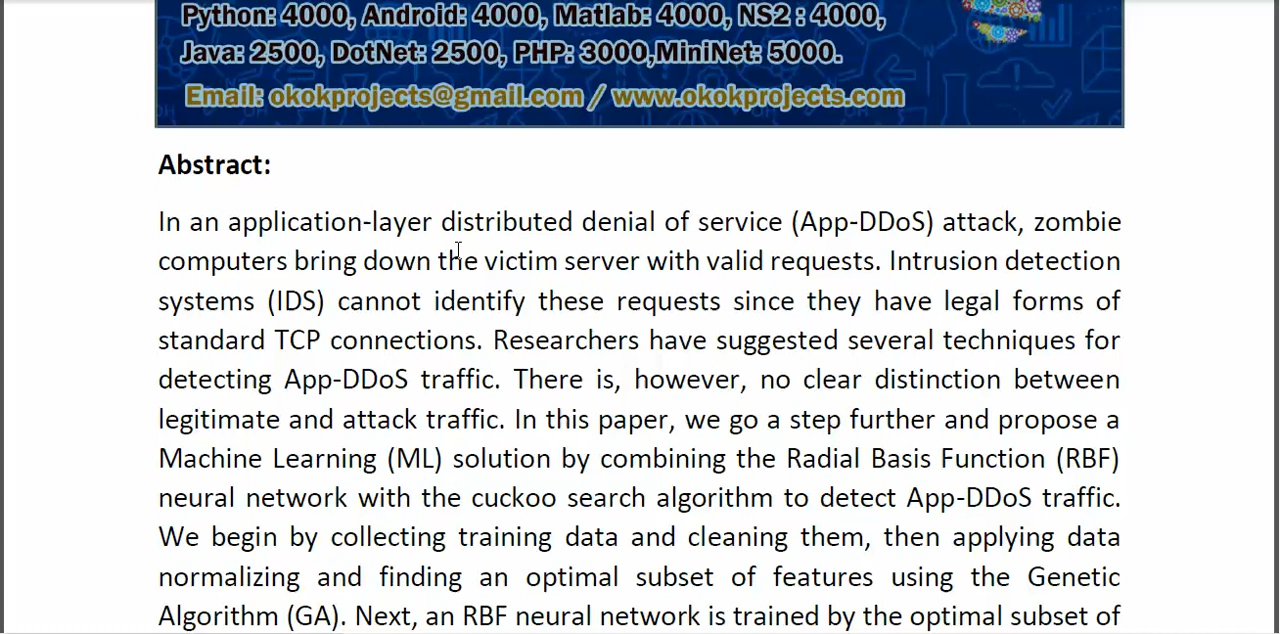 Python: 4000, Android: 4000, Matlab: 4000, NS2 : 4000,
Java: 2500, DotNet: 2500, PHP: 3000,MiniNet: 5000.
Email: okokprojects@gmail.com / www.okokprojects.com
Abstract:
In an application-layer distributed denial of service (App-DDoS) attack, zombie
computers bring down the victim server with valid requests. Intrusion detection
systems (IDS) cannot identify these requests since they have legal forms of
standard TCP connections. Researchers have suggested several techniques for
detecting App-DDoS traffic. There is, however, no clear distinction between
legitimate and attack traffic. In this paper, we go a step further and propose a
Machine Learning (ML) solution by combining the Radial Basis Function (RBF)
neural network with the cuckoo search algorithm to detect App-DDoS traffic.
We begin by collecting training data and cleaning them, then applying data
normalizing and finding an optimal subset of features using the Genetic
Algorithm (GA). Next, an RBF neural network is trained by the optimal subset of